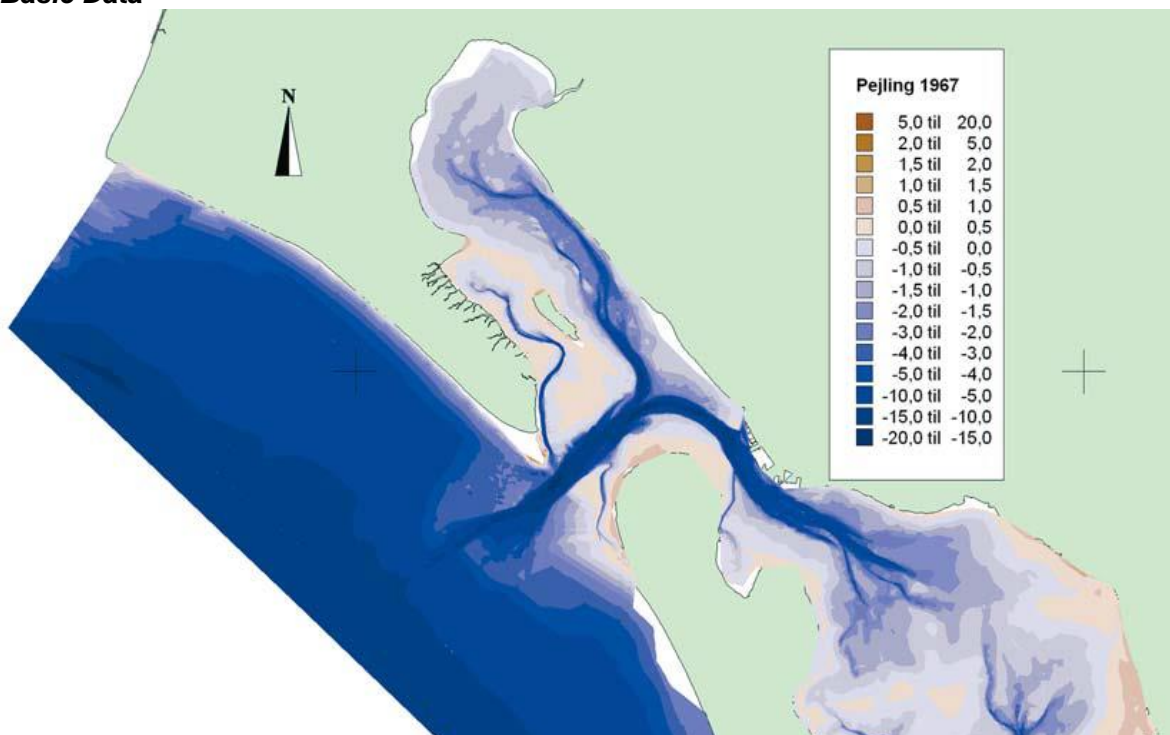 Basic Data
N
Pejling 1967
5,0 til 20,0
2,0 til 5,0
1,5 til 2,0
1,0 til 1,5
0,5 til 1,0
0,0 til 0,5
-0,5 til 0,0
-1,0 til -0,5
-1,5 til -1,0
-2,0 til -1,5
-3,0 til -2,0
-4,0 til -3,0
-5,0 til -4,0
-10,0 til -5,0
-15,0 til -10,0
-20,0 til -15,0